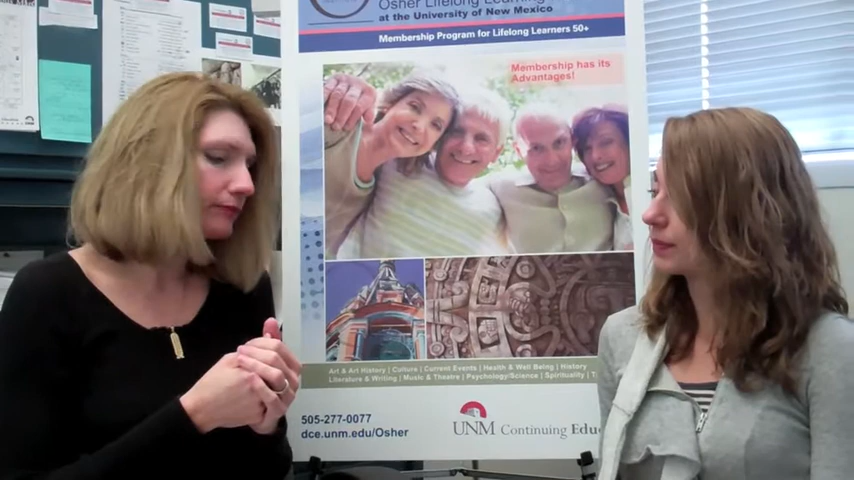 Osher Lifelong Learning
at the University of New Mexico
Membership Program for Lifelong Learners 50+
Membership has its
Advantages!
Art & Art History | Culture | Current Events | Health & Well Being | History
Literature & Writing | Music & Theatre | Psychology/Science | Spirituality | T
505-277-0077
dce.unm.edu/Osher
UNM Continuing Edu